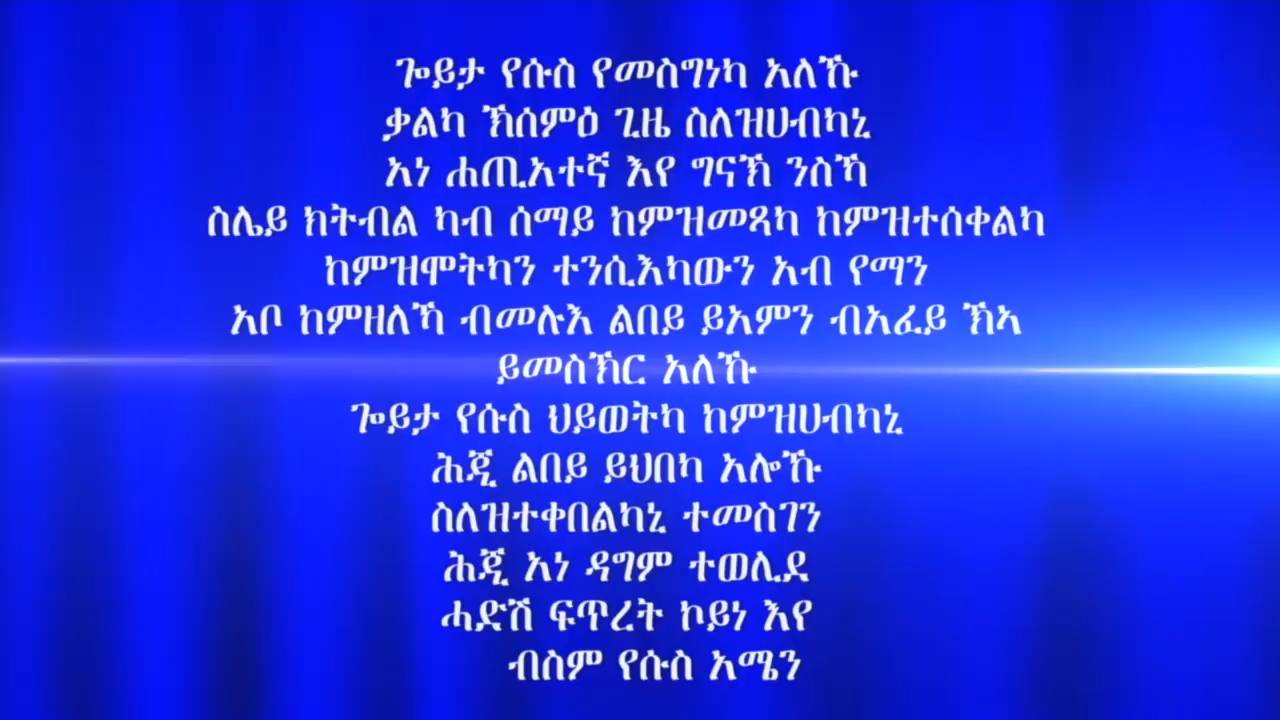 ጐይታ የሱስ የመስግነካ አለኹ
ቃልካ ኽሰምዕ ጊዜ ስለዝሀብካኒ
አነ ሐጢአተኛ እየ ግናኽ ንስኻ
ስሌይ ክትብል ካብ ሰማይ ከምዝመጻካ ከምዝተሰቀልካ
ከምዝሞትካን ተንሲእካውን አብ የማን
አቦ ከምዘለኻ ብመሉእ ልበይ ይአምን ብአፈይ ኽኣ
ይመስኽር አለኹ
ጐይታ የሱስ ህይወትካ ከምዝሀብካኒ
ሕጂ ልበይ ይህበካ አሎኹ
ስለዝተቀበልካኒ ተመስገን
ሕጂ አነ ዳግም ተወሊደ
ሓድሽ ፍጥረት ኮይነ እየ
ብስም የሱስ አሜን